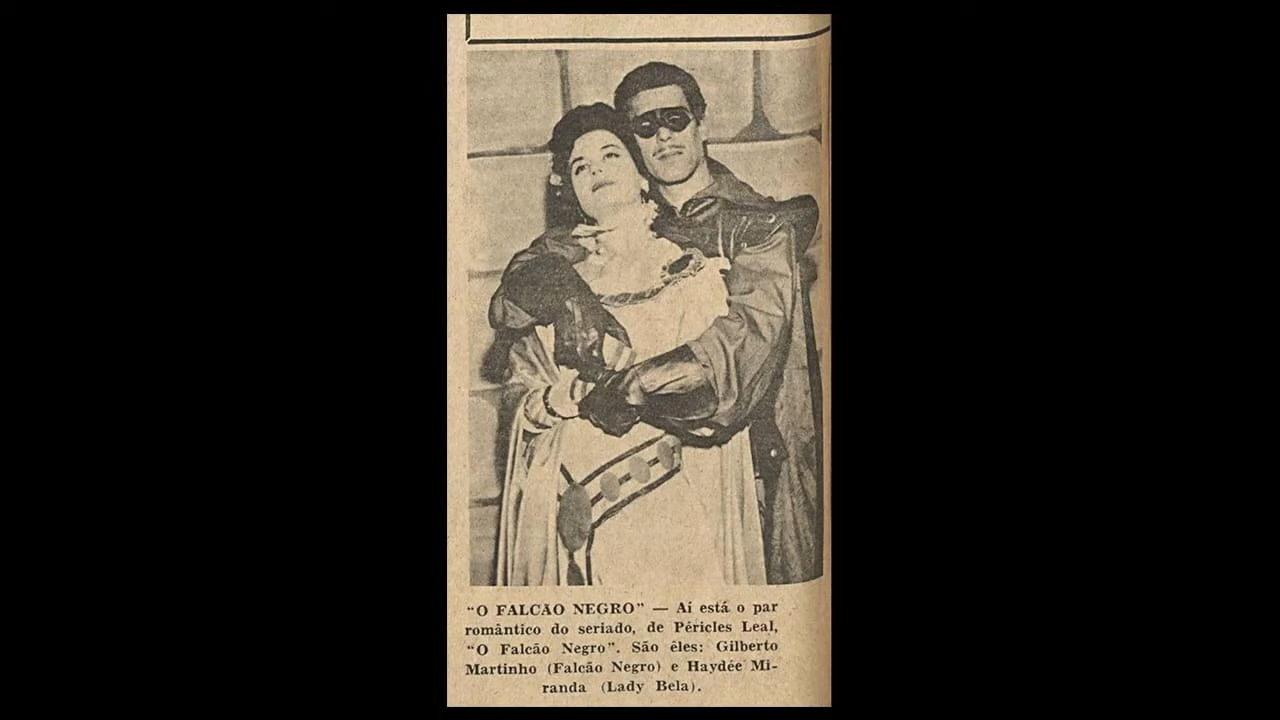 “O FALCÃO NEGRO” — Aí está o par
romântico do seriado, de Péricles Leal,
“O Falcão Negro”. São êles: Gilberto
Martinho (Falcão Negro) e Haydée Mi-
randa (Lady Bela).